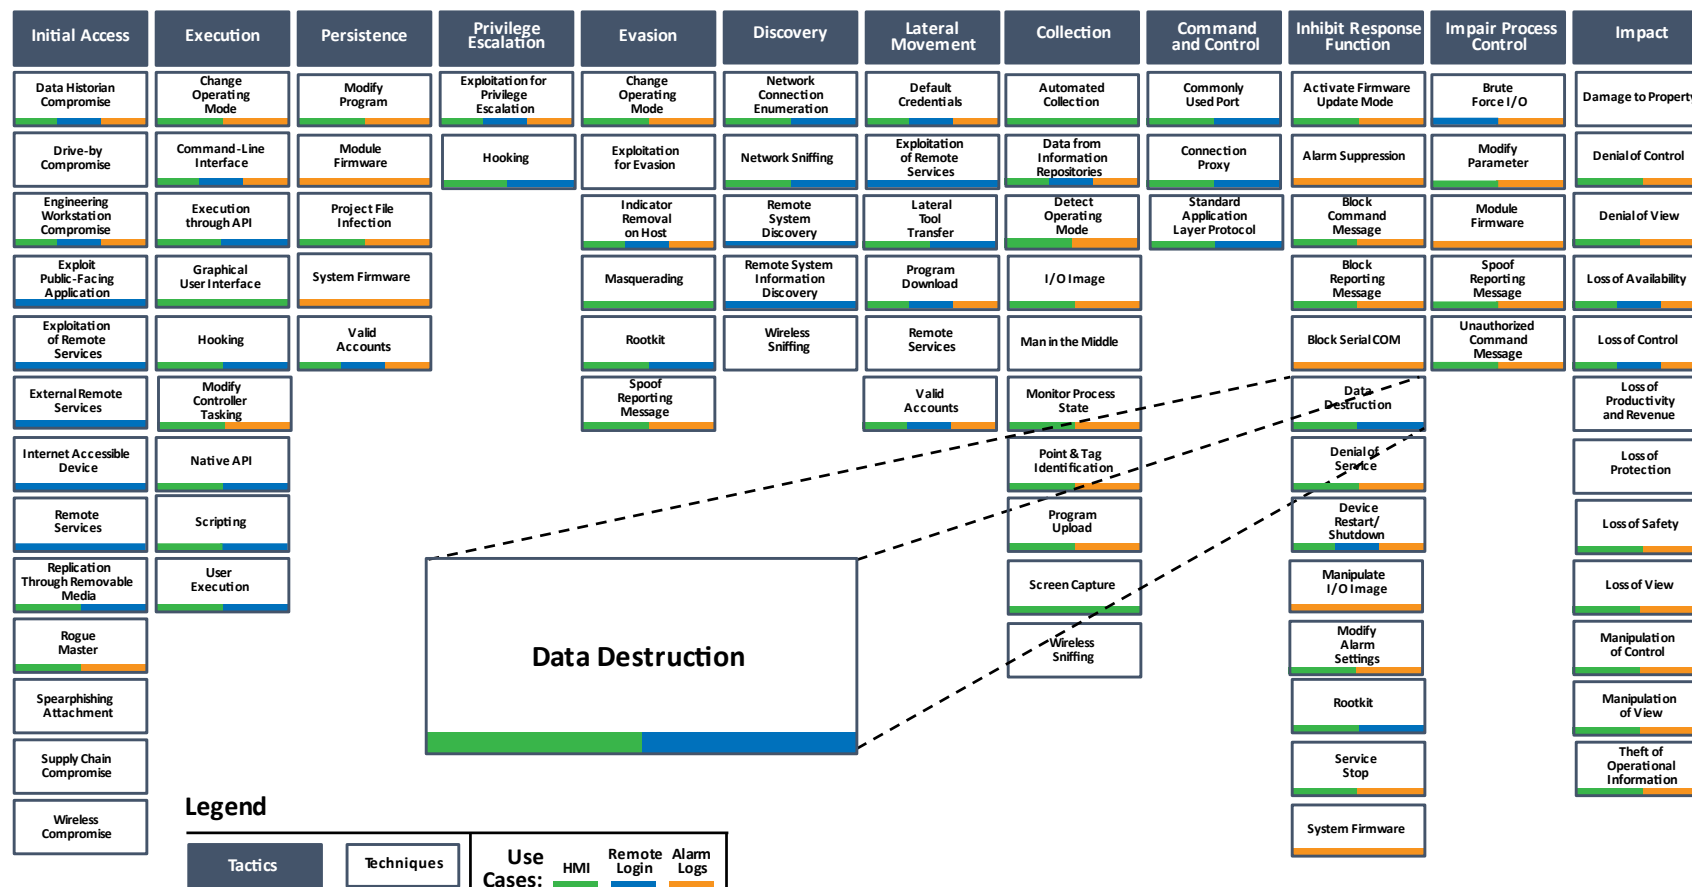 Initial Access
Execution
Persistence
Privilege
Escalation
Evasion
Discovery
Lateral
Movement
Collection
Command
and Control
Inhibit Response
Function
Impair Process
Control
Impact
Data Historian
Compromise
Drive-by
Compromise
Engineering
Workstation
Compromise
Exploit
Public-Facing
Application
Exploitation
of Remote
Services
External Remote
Services
Internet Accessible
Device
Remote
Services
Replication
Through Removable
Media
Rogue
Master
Spearphishing
Attachment
Supply Chain
Compromise
Wireless
Compromise
Change
Operating
Mode
Command-Line
Interface
Execution
through API
Graphical
User Interface
Hooking
Modify
Controller
Tasking
Native API
Scripting
User
Execution
Modify
Program
Module
Firmware
Project File
Infection
System Firmware
Valid
Accounts
Exploitation for
Privilege
Escalation
Hooking
Change
Operating
Mode
Exploitation
for Evasion
Indicator
Removal
on Host
Masquerading
Rootkit
Spoof
Reporting
Message
Network
Connection
Enumeration
Network Sniffing
Remote
System
Discovery
Remote System
Information
Discovery
Wireless
Sniffing
Default
Credentials
Exploitation
of Remote
Services
Lateral
Tool
Transfer
Program
Download
Remote
Services
Valid
Accounts
Automated
Collection
Data from
Information
Repositories
Detect
Operating
Mode
I/O Image
Man in the Middle
Monitor Process
State
Point & Tag
Identification
Program
Upload
Screen Capture
Wireless
Sniffing
Commonly
Used Port
Connection
Proxy
Standard
Application
Layer Protocol
Activate Firmware
Update Mode
Alarm Suppression
Block
Command
Message
Block
Reporting
Message
Block Serial COM
Data
Destruction
Denial of
Service
Device
Restart/
Shutdown
Manipulate
I/O Image
Modify
Alarm
Settings
Rootkit
Service
Stop
System Firmware
Brute
Force I/O
Modify
Parameter
Module
Firmware
Spoof
Reporting
Message
Unauthorized
Command
Message
Damage to Property
Denial of Control
Denial of View
Loss of Availability
Loss of Control
Loss of
Productivity
and Revenue
Loss of
Protection
Loss of Safety
Loss of View
Manipulation
of Control
Manipulation
of View
Theft of
Operational
Information
Data Destruction
Legend
Tactics
Techniques
Use
Cases:
HMI
Remote
Login
Alarm
Logs